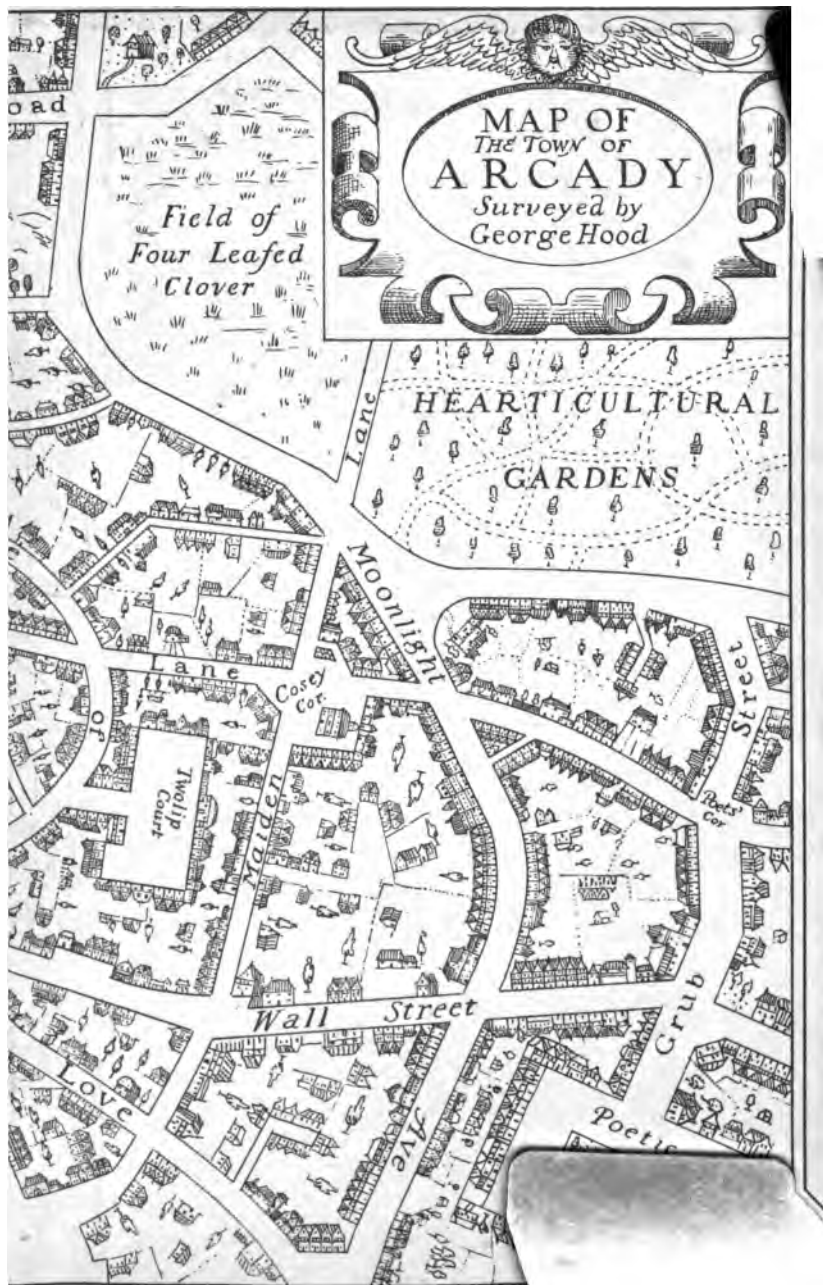 MAP OF
THE TOWN OF
ARCADY
Surveyed by
George Hood
oad
Field of
Four Leafed
Clover
Lane
HEARTICULTURAL
GARDENS
Moonlight
Lane
Cosey
Cor.
Street
of
Twolip
Court
Poets'
Cor
Maiden
Wall Street
Grub
Love
Ave
Poetic